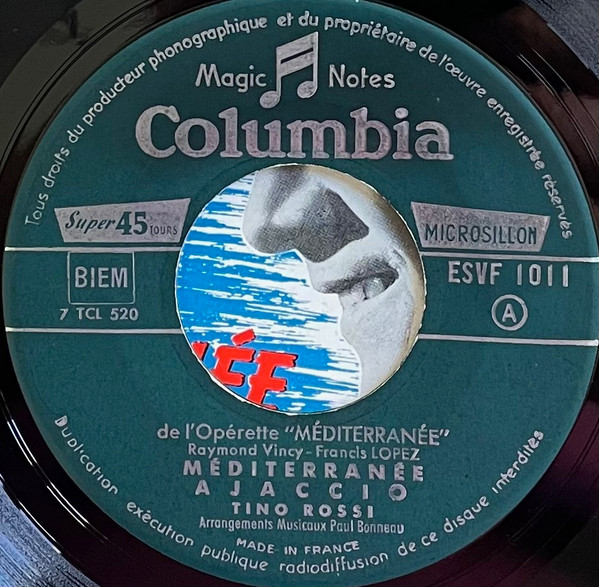 Tous droits du producteur phonographique et du propriétaire de l'œuvre enregistrée réservés
Magic Notes
Columbia
Super 45 TOURS
MICROSILLON
BIEM
ESVF 1011
7 TCL 520
A
ÉE
de l'Opérette "MÉDITERRANÉE"
Raymond Vincy - Francis LOPEZ
MÉDITERRANÉE
AJACCIO
TINO ROSSI
Arrangements Musicaux Paul Bonneau
MADE IN FRANCE
Duplication exécution publique radiodiffusion de ce disque interdites